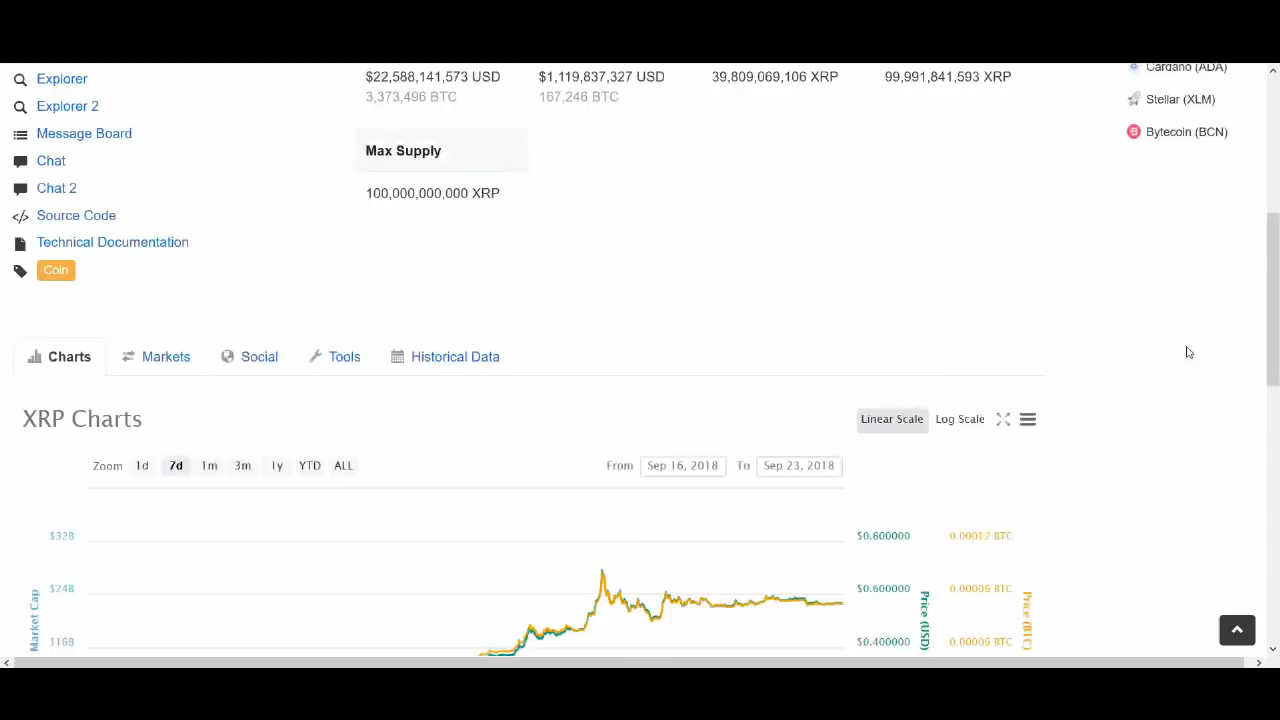 Explorer
Explorer 2
Message Board
Chat
Chat 2
Source Code
Technical Documentation
Coin
$22,588,141,573 USD
3,373,496 BTC
$1,119,837,327 USD
167,246 BTC
39,809,069,106 XRP
99,991,841,593 XRP
Max Supply
100,000,000,000 XRP
Cardano (ADA)
Stellar (XLM)
Bytecoin (BCN)
Charts Markets Social Tools Historical Data
XRP Charts
Linear Scale Log Scale
Zoom 1d 7d 1m 3m 1y YTD ALL
From Sep 16, 2018 To Sep 23, 2018
$32B $0.800000 0.00012 BTC
$24B $0.600000 0.00009 BTC
$16B $0.400000 0.00006 BTC
Market Cap
Price (USD)
Price (BTC)